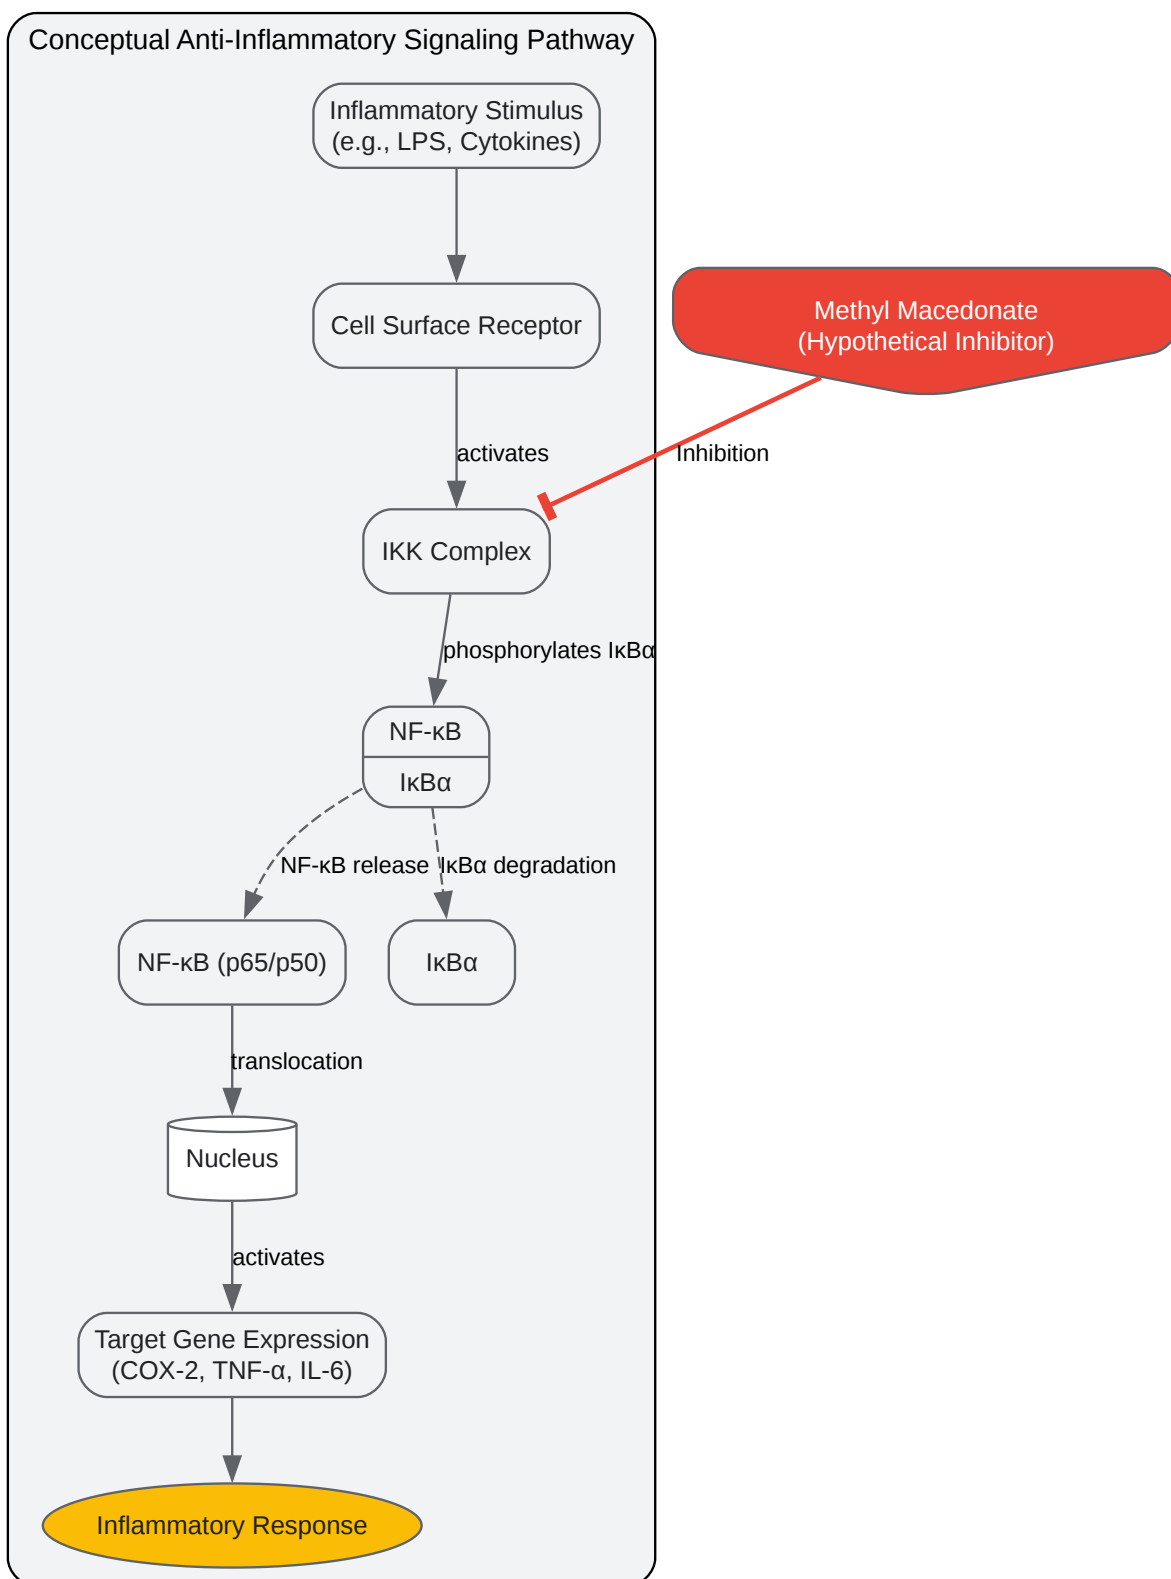 Conceptual Anti-Inflammatory Signaling Pathway
Inflammatory Stimulus
(e.g., LPS, Cytokines)
Cell Surface Receptor
Methyl Macedonate
(Hypothetical Inhibitor)
activates
Inhibition
IKK Complex
phosphorylates IκBα
NF-κB
IκBα
NF-κB release
IκBα degradation
NF-κB (p65/p50)
IκBα
translocation
Nucleus
activates
Target Gene Expression
(COX-2, TNF-α, IL-6)
Inflammatory Response